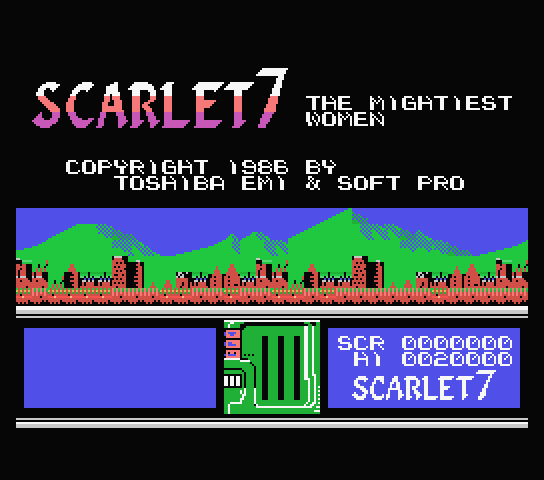 SCARLET7
THE MIGHTIEST
WOMEN
COPYRIGHT 1986 BY
TOSHIBA EMI & SOFT PRO
SCR 0000000
HI 0020000
SCARLET7